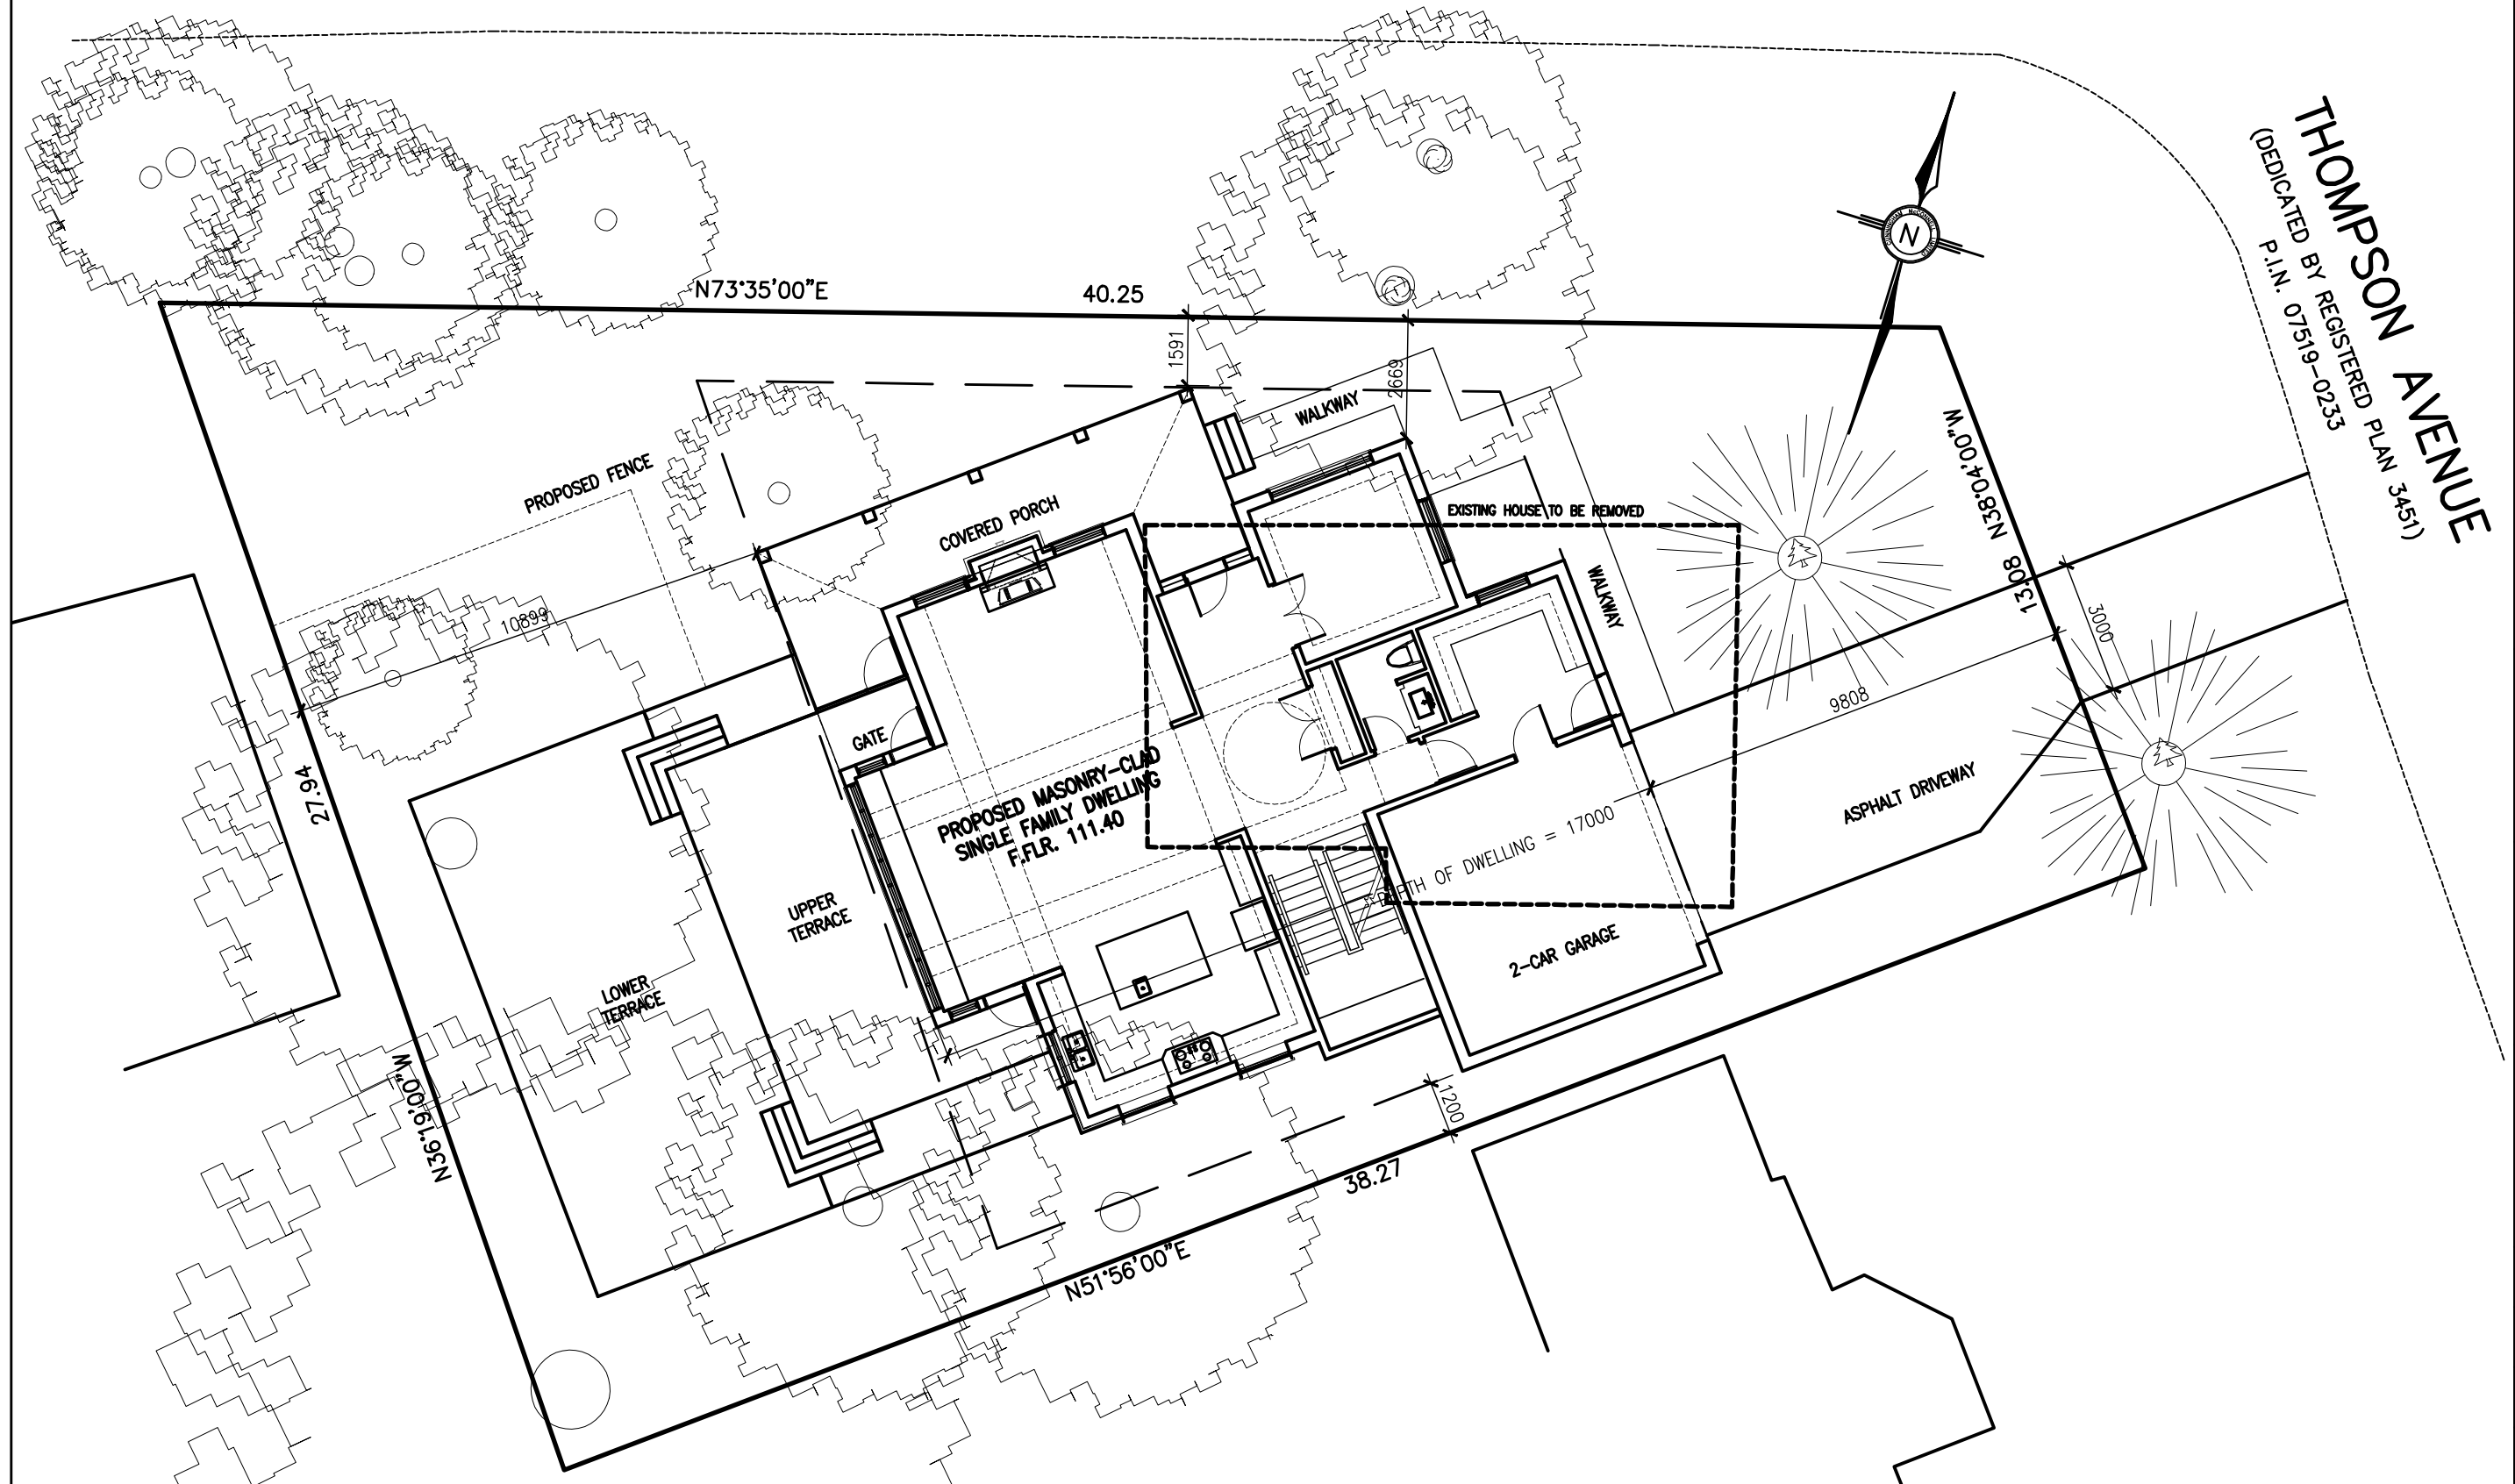 THOMPSON AVENUE
(DEDICATED BY REGISTERED PLAN 3451)
P.I.N. 07519-0233
N
N73°35'00"E
40.25
1591
2669
WALKWAY
N38°04'00"W
13.08
PROPOSED FENCE
COVERED PORCH
EXISTING HOUSE TO BE REMOVED
WALKWAY
10899
3000
9808
GATE
27.94
PROPOSED MASONRY-CLAD
SINGLE FAMILY DWELLING
F.FLR. 111.40
ASPHALT DRIVEWAY
DEPTH OF DWELLING = 17000
UPPER
TERRACE
2-CAR GARAGE
LOWER
TERRACE
N36°19'00"W
1200
38.27
N51°56'00"E